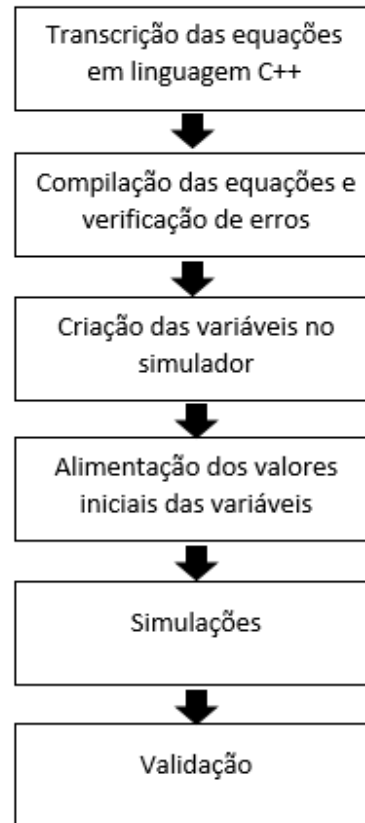 Transcrição das equações
em linguagem C++
Compilação das equações e
verificação de erros
Criação das variáveis no
simulador
Alimentação dos valores
iniciais das variáveis
Simulações
Validação